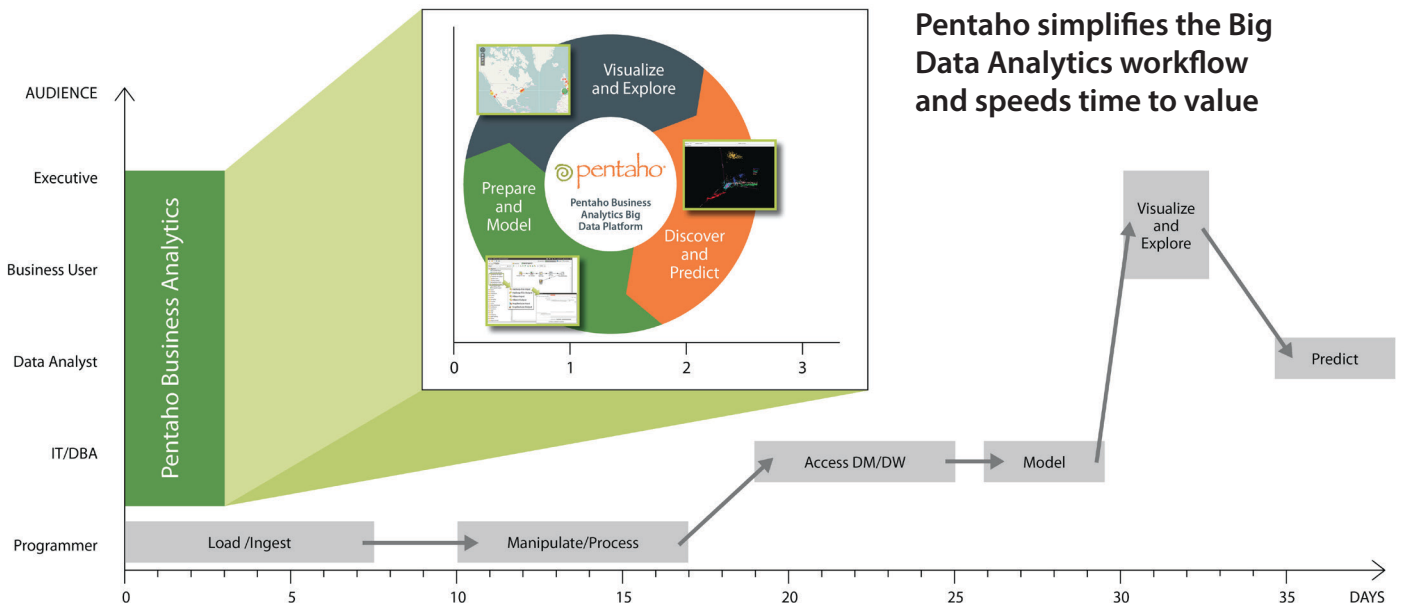 Pentaho simplifies the Big
Data Analytics workflow
and speeds time to value
AUDIENCE
Executive
Business User
Data Analyst
IT/DBA
Programmer
Pentaho Business Analytics
Visualize
and Explore
Prepare
and
Model
Discover
and
Predict
pentaho
Pentaho Business
Analytics Big
Data Platform
0 1 2 3
Load /Ingest
Manipulate/Process
Access DM/DW
Model
Visualize
and
Explore
Predict
0 5 10 15 20 25 30 35 DAYS